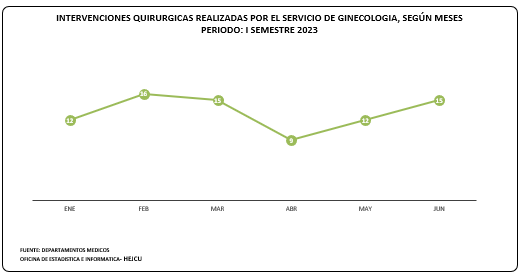 INTERVENCIONES QUIRURGICAS REALIZADAS POR EL SERVICIO DE GINECOLOGIA, SEGÚN MESES
PERIODO: I SEMESTRE 2023
12
16
15
9
12
15
ENE
FEB
MAR
ABR
MAY
JUN
FUENTE: DEPARTAMENTOS MEDICOS
OFICINA DE ESTADISTICA E INFORMATICA- HEJCU